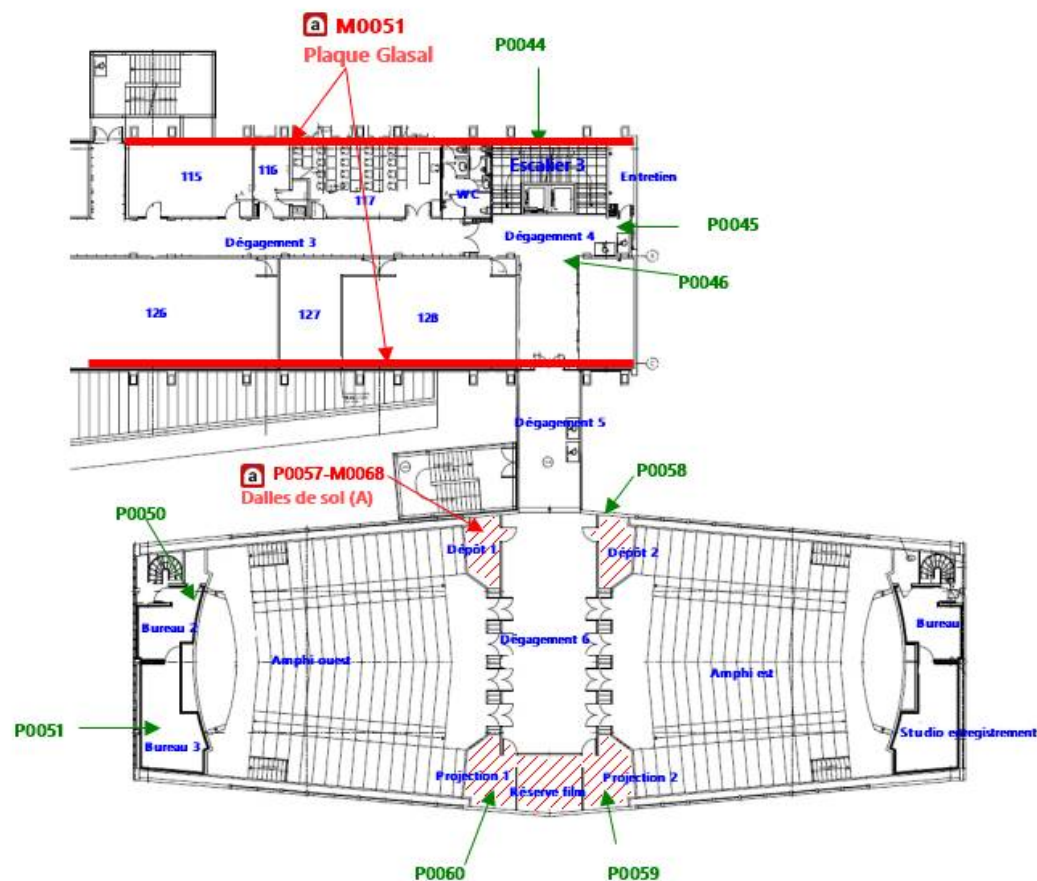 a M0051
Plaque Glasal
P0044
115
116
117
WC
Escalier 3
Entretien
P0045
Dégagement 3
Dégagement 4
P0046
126
127
128
Dégagement 5
a P0057-M0068
Dalles de sol (A)
P0058
P0050
Dépôt 1
Dépôt 2
Bureau 2
Dégagement 6
Bureau
Amphi ouest
Amphi est
P0051
Bureau 3
Studio enregistrement
Projection 1
Réserve film
Projection 2
P0060
P0059